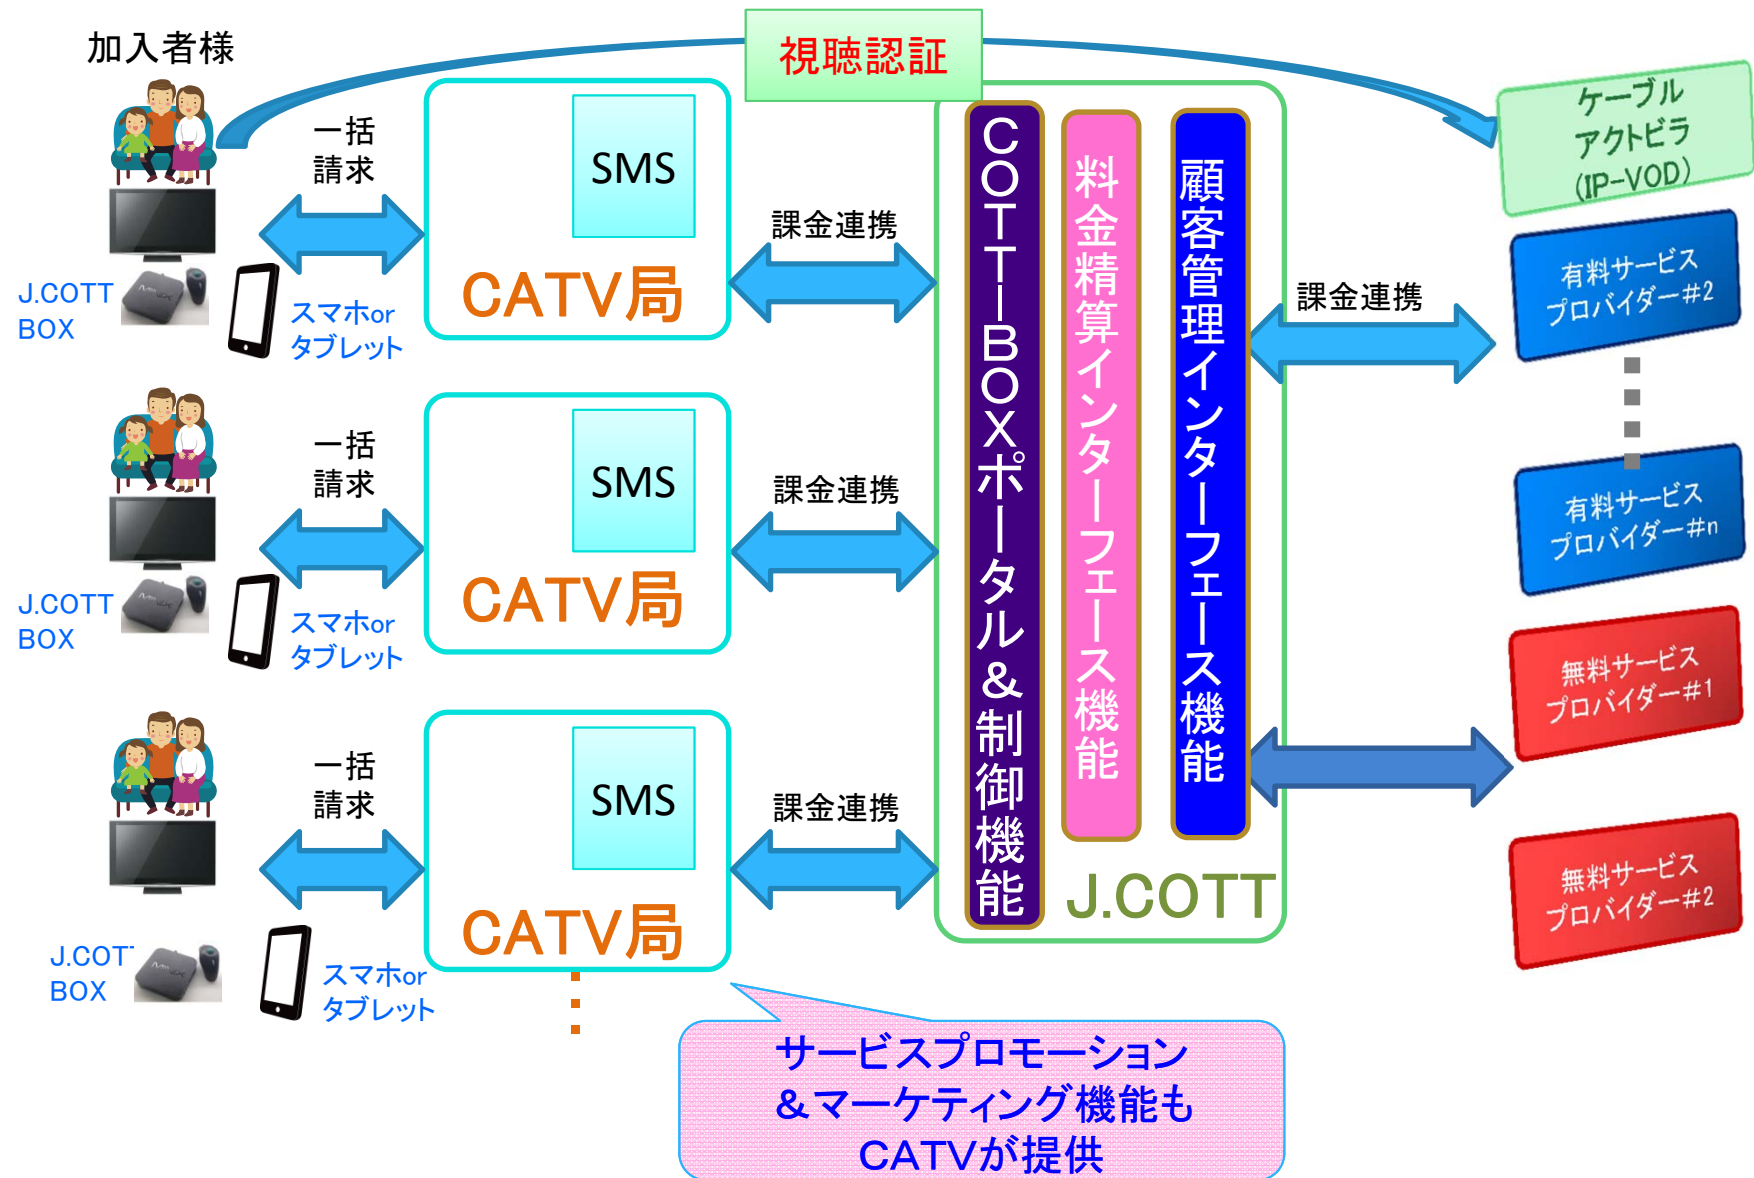 加入者様
視聴認証
一括
請求
SMS
CATV局
J.COTT
BOX
スマホor
タブレット
課金連携
一括
請求
SMS
CATV局
J.COTT
BOX
スマホor
タブレット
課金連携
一括
請求
SMS
CATV局
J.COT
BOX
スマホor
タブレット
課金連携
COTT-BOXポータル&制御機能
料金精算インターフェース機能
顧客管理インターフェース機能
J.COTT
課金連携
ケーブル
アクトビラ
(IP-VOD)
有料サービス
プロバイダー#2
有料サービス
プロバイダー#n
無料サービス
プロバイダー#1
無料サービス
プロバイダー#2
サービスプロモーション
&マーケティング機能も
CATVが提供